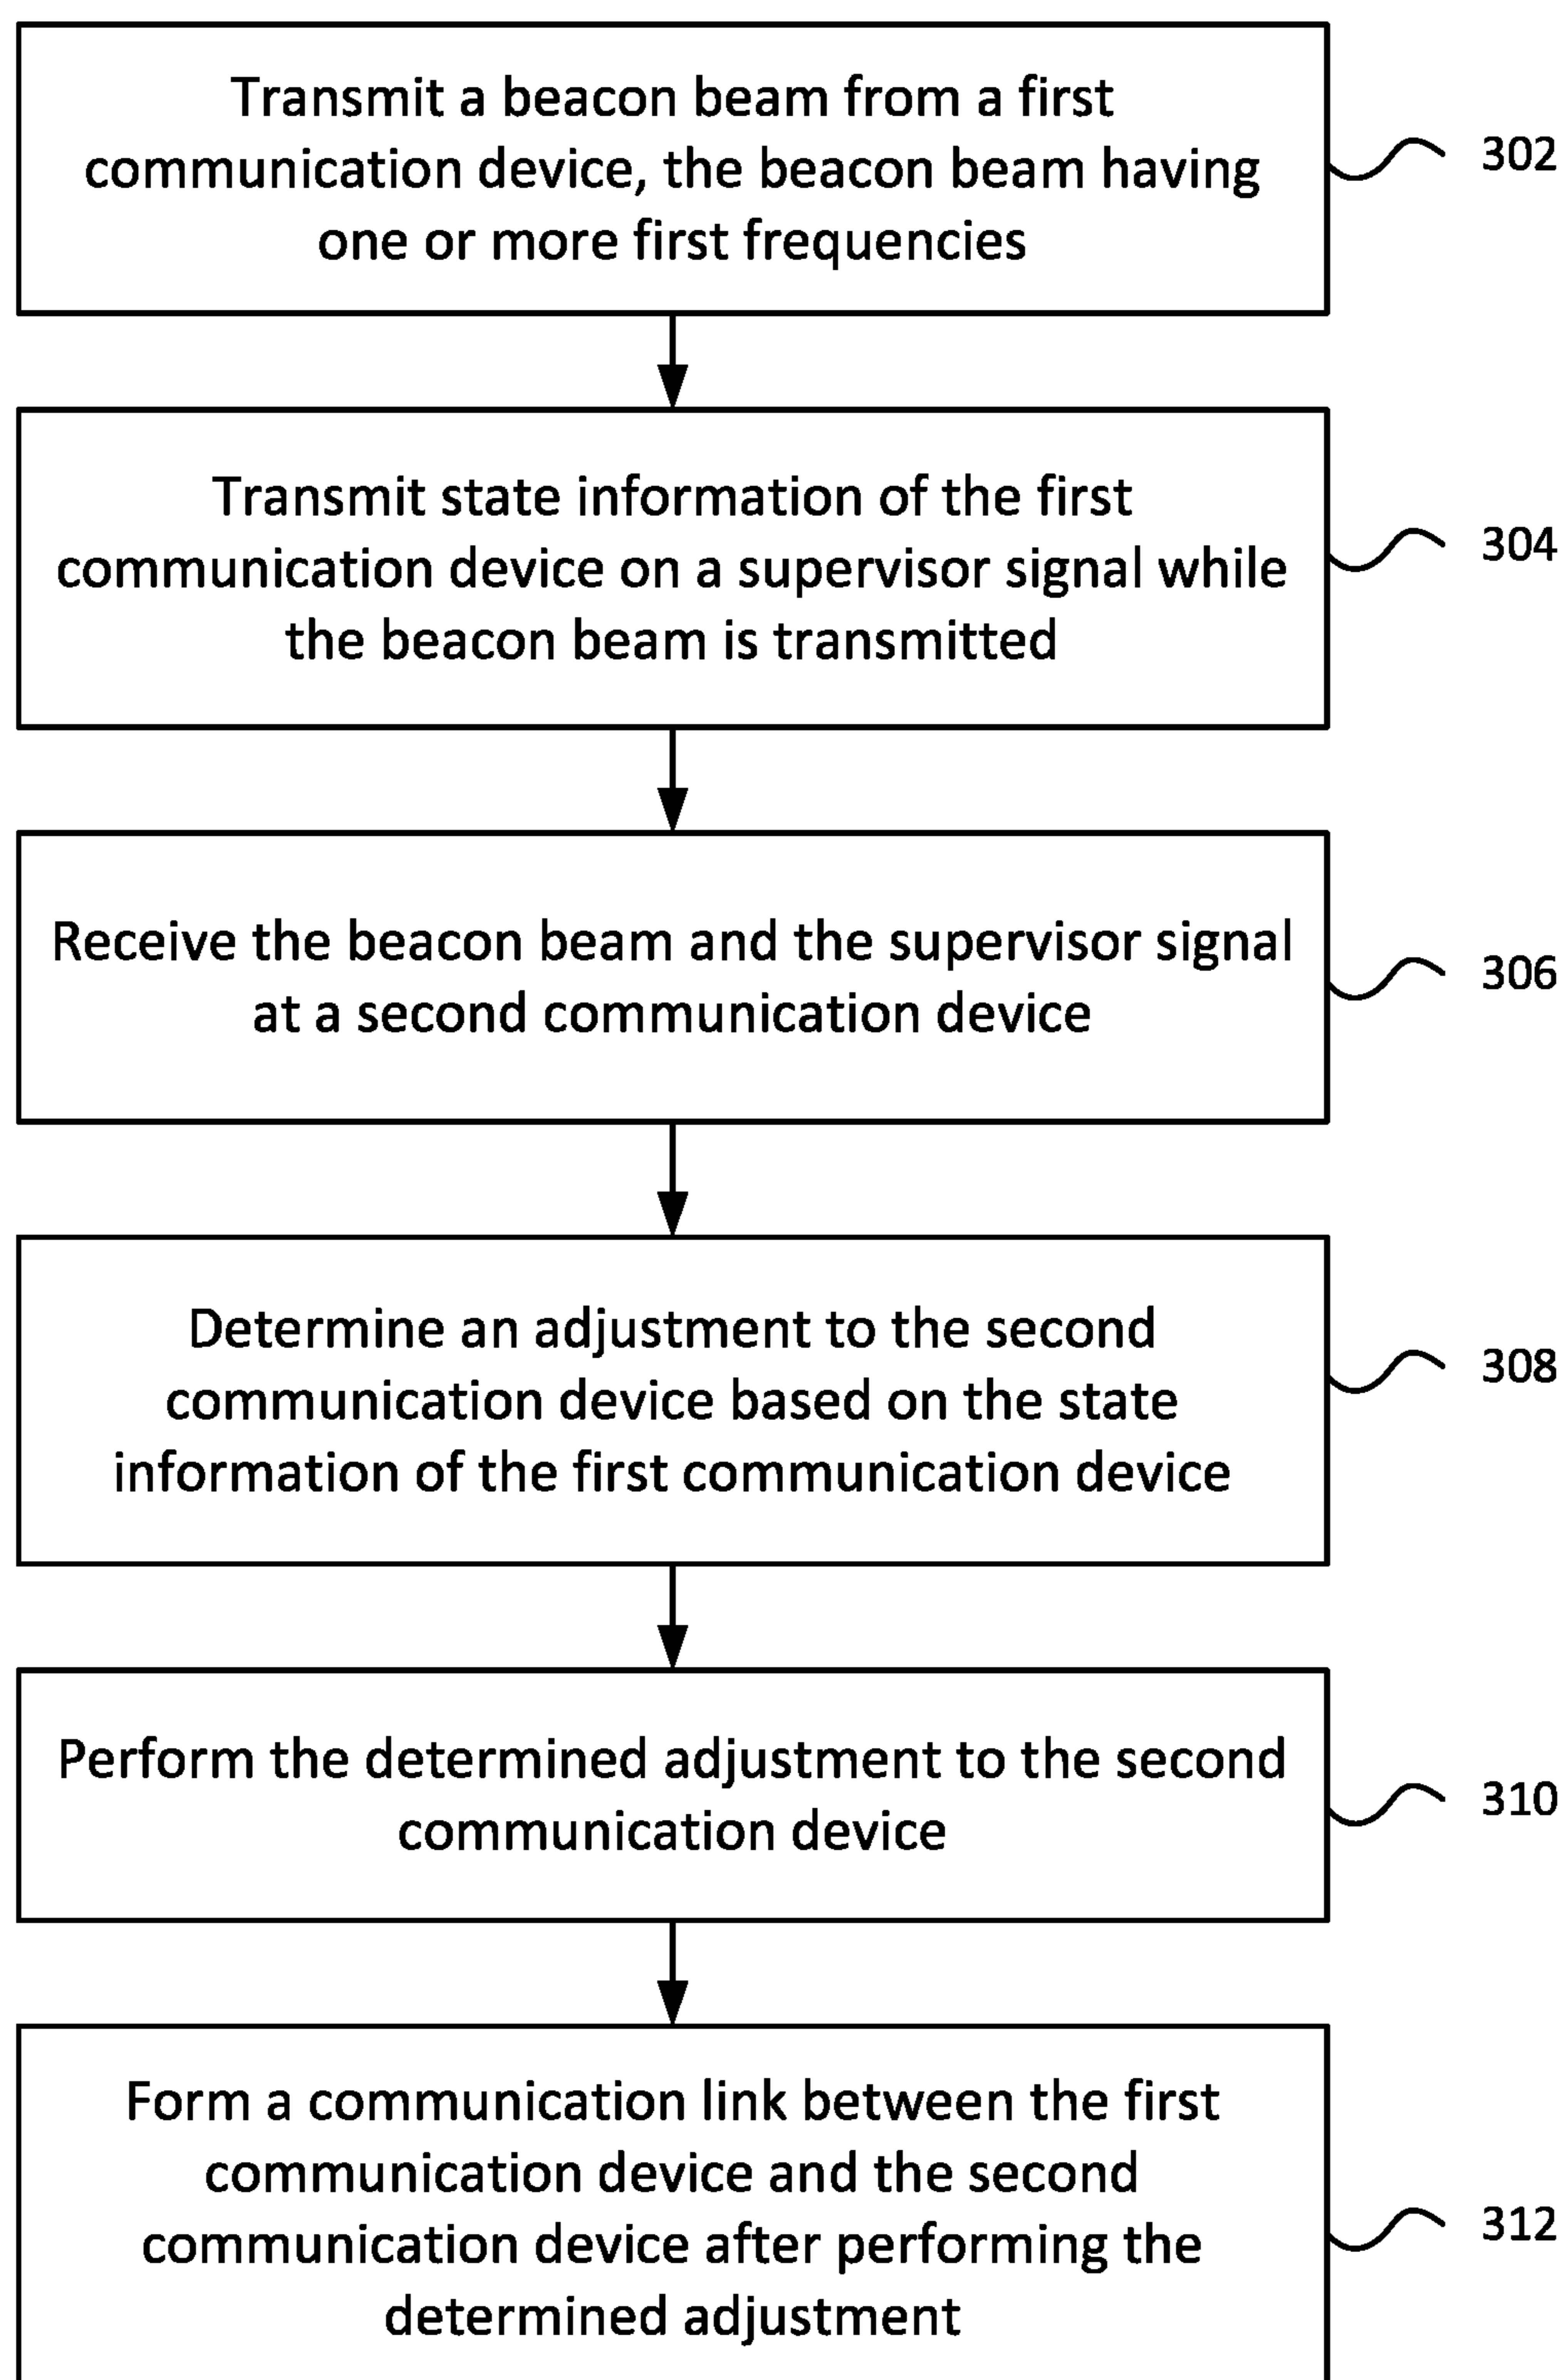 Transmit a beacon beam from a first
communication device, the beacon beam having
one or more first frequencies
302
Transmit state information of the first
communication device on a supervisor signal while
the beacon beam is transmitted
304
Receive the beacon beam and the supervisor signal
at a second communication device
306
Determine an adjustment to the second
communication device based on the state
information of the first communication device
308
Perform the determined adjustment to the second
communication device
310
Form a communication link between the first
communication device and the second
communication device after performing the
determined adjustment
312